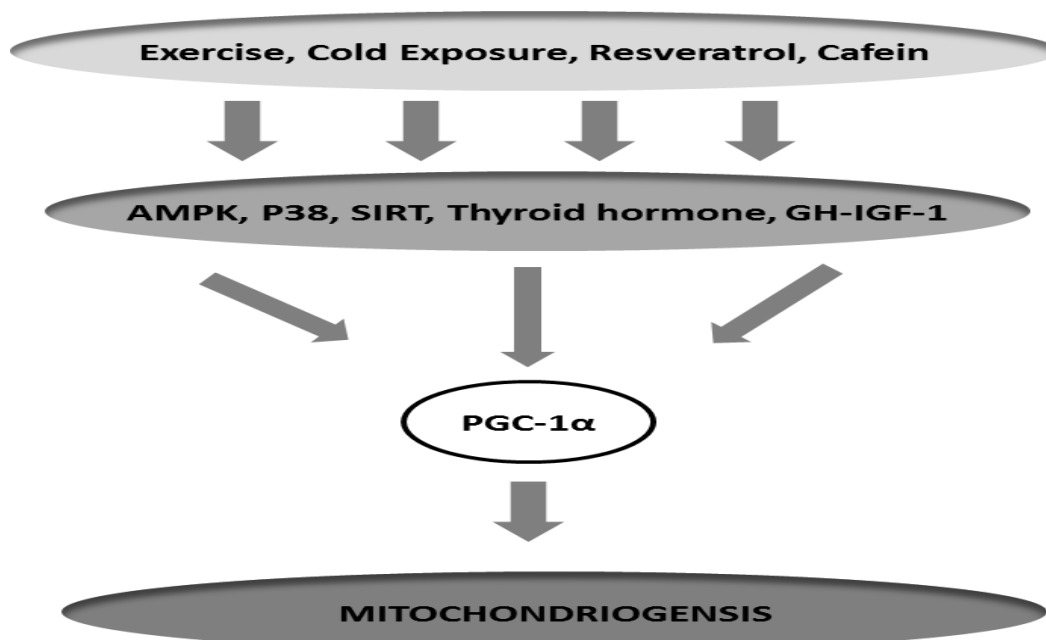 Exercise, Cold Exposure, Resveratrol, Cafein
AMPK, P38, SIRT, Thyroid hormone, GH-IGF-1
PGC-1α
MITOCHONDRIOGENSIS